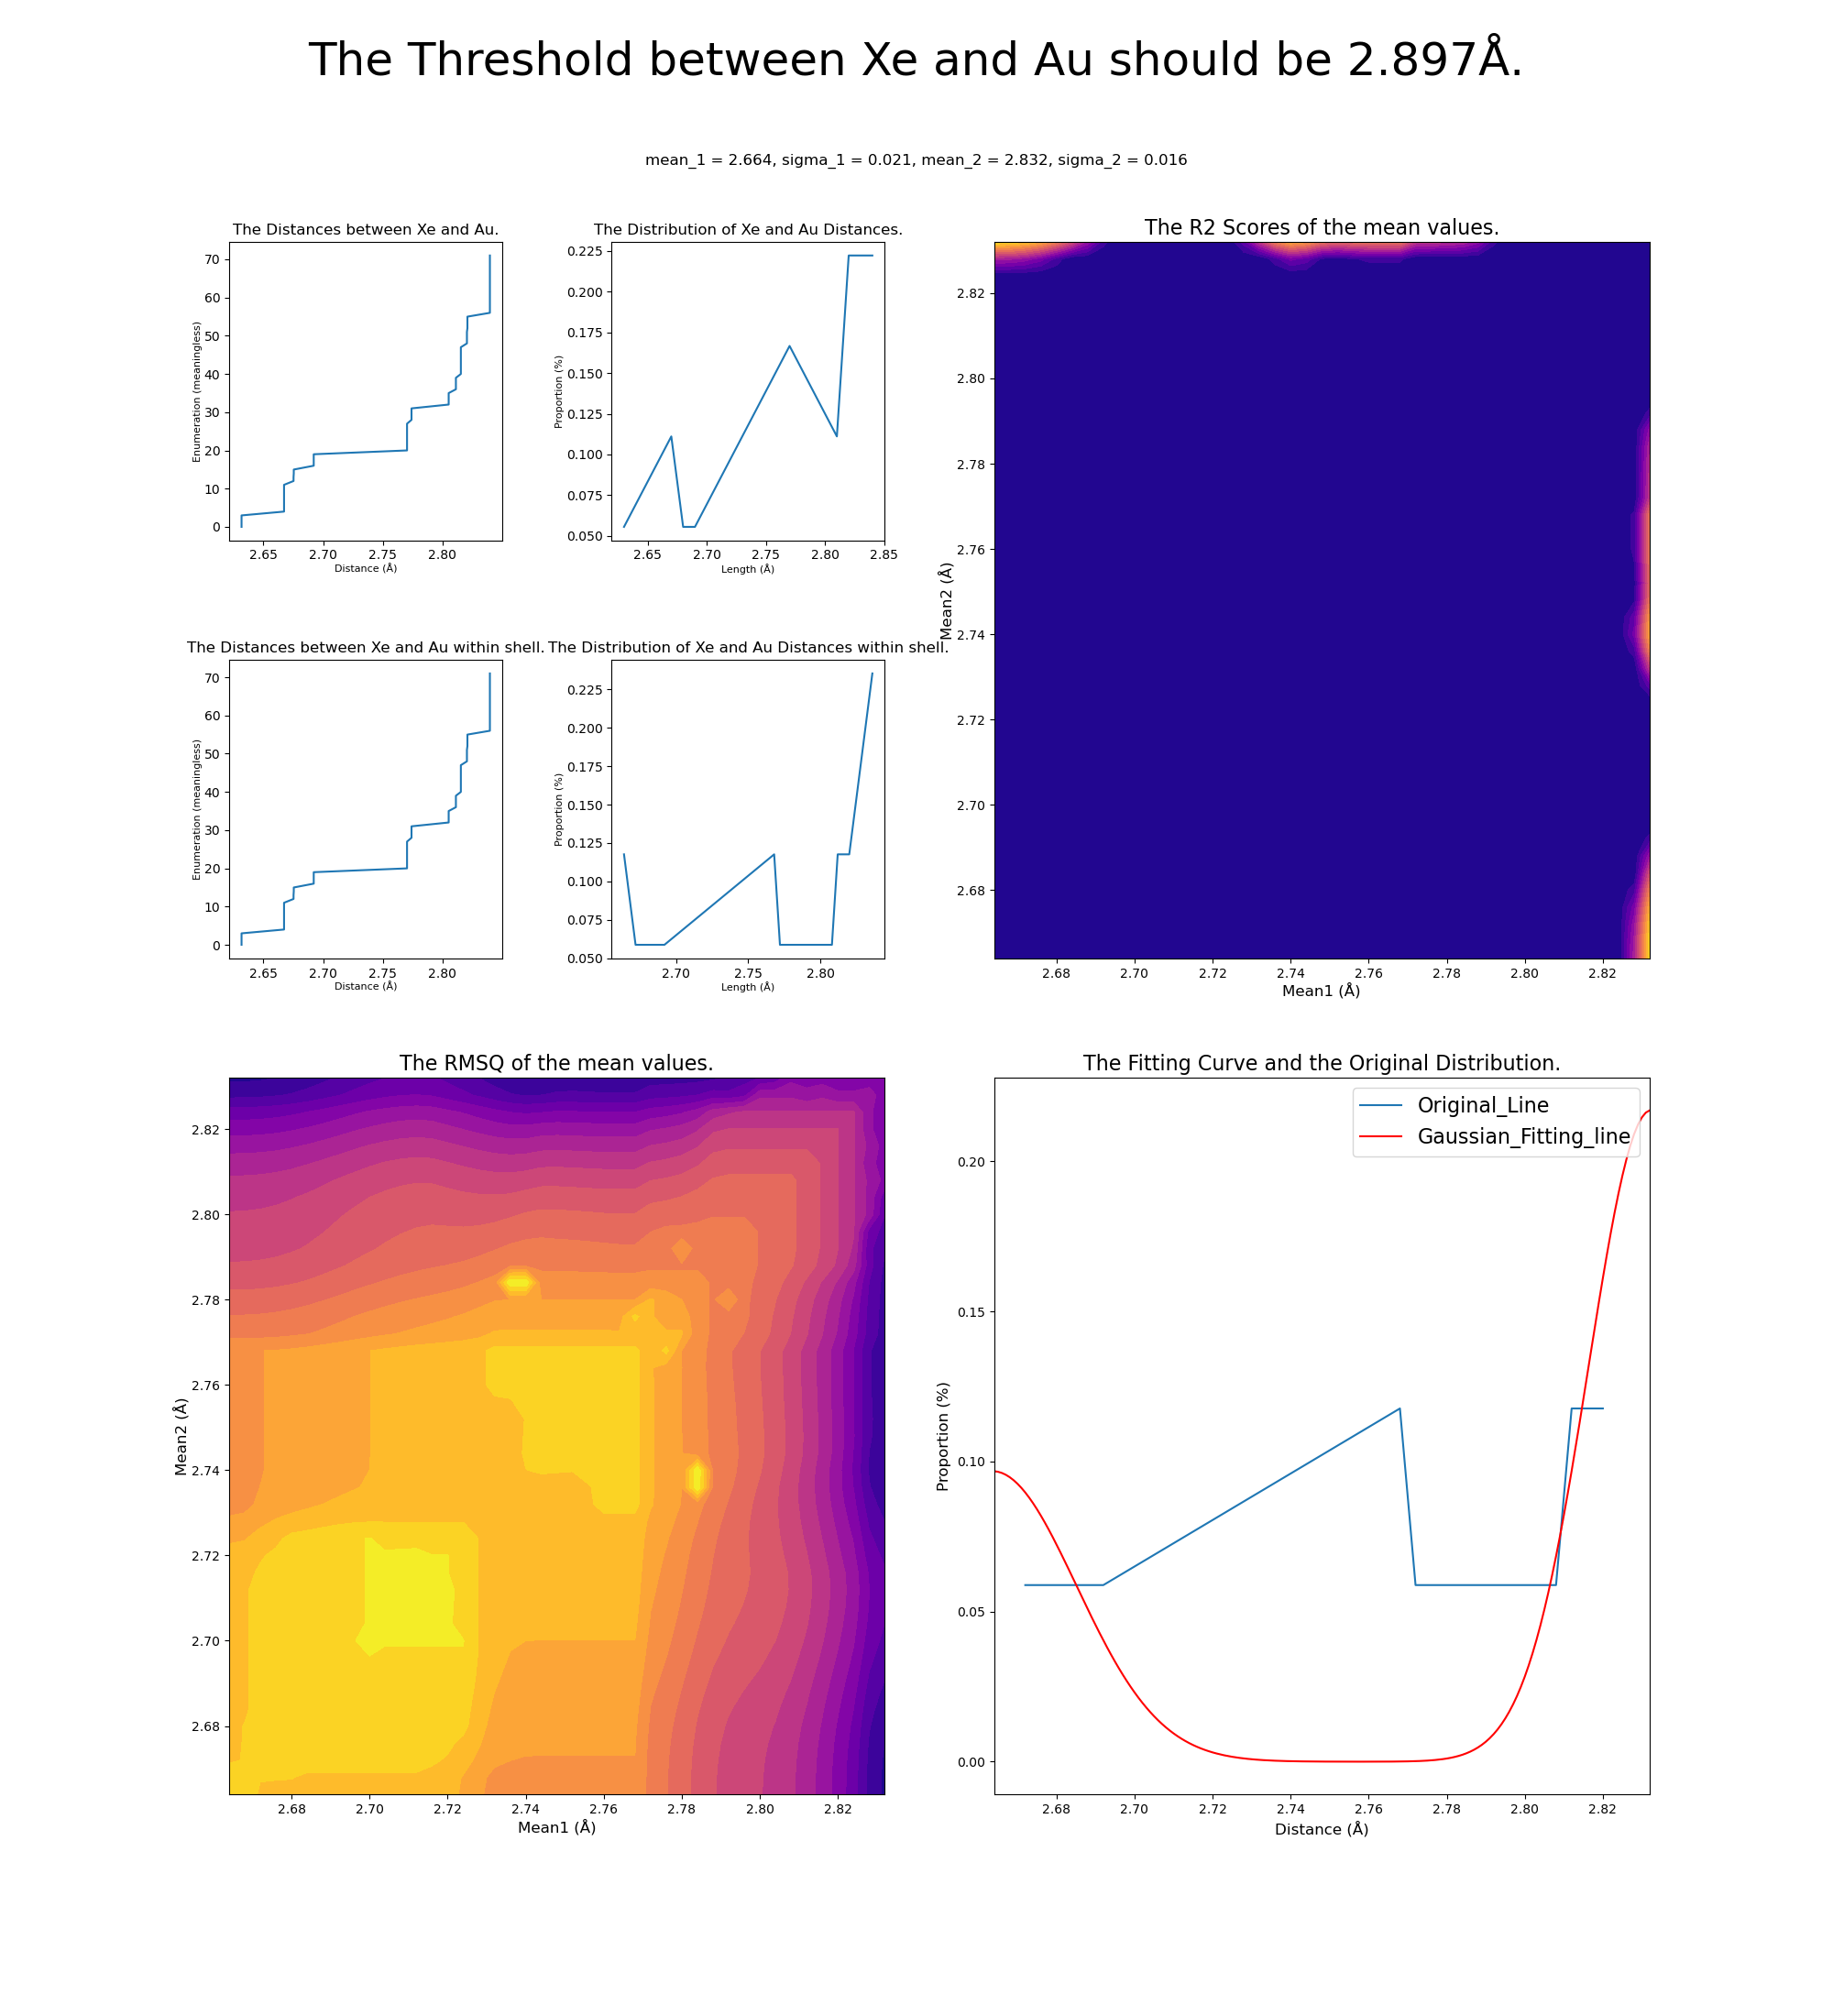 The Threshold between Xe and Au should be 2.897Å.
mean_1 = 2.664, sigma_1 = 0.021, mean_2 = 2.832, sigma_2 = 0.016
The Distances between Xe and Au.
70
60
50
40
30
20
10
0
Enumeration (meaningless)
2.65 2.70 2.75 2.80
Distance (Å)
The Distribution of Xe and Au Distances.
0.225
0.200
0.175
0.150
0.125
0.100
0.075
0.050
Proportion (%)
2.65 2.70 2.75 2.80 2.85
Length (Å)
The R2 Scores of the mean values.
2.82
2.80
2.78
2.76
2.74
2.72
2.70
2.68
Mean2 (Å)
2.68 2.70 2.72 2.74 2.76 2.78 2.80 2.82
Mean1 (Å)
The Distances between Xe and Au within shell.
70
60
50
40
30
20
10
0
Enumeration (meaningless)
2.65 2.70 2.75 2.80
Distance (Å)
The Distribution of Xe and Au Distances within shell.
0.225
0.200
0.175
0.150
0.125
0.100
0.075
0.050
Proportion (%)
2.70 2.75 2.80
Length (Å)
The RMSQ of the mean values.
2.82
2.80
2.78
2.76
2.74
2.72
2.70
2.68
Mean2 (Å)
2.68 2.70 2.72 2.74 2.76 2.78 2.80 2.82
Mean1 (Å)
The Fitting Curve and the Original Distribution.
Original_Line
Gaussian_Fitting_line
0.20
0.15
0.10
0.05
0.00
Proportion (%)
2.68 2.70 2.72 2.74 2.76 2.78 2.80 2.82
Distance (Å)